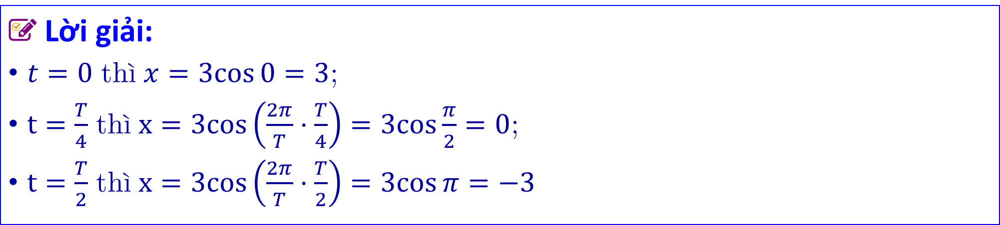 Lời giải:
• t = 0 thì x = 3cos 0 = 3;
• t = T/4 thì x = 3cos (2π/T · T/4) = 3cos π/2 = 0;
• t = T/2 thì x = 3cos (2π/T · T/2) = 3cos π = −3